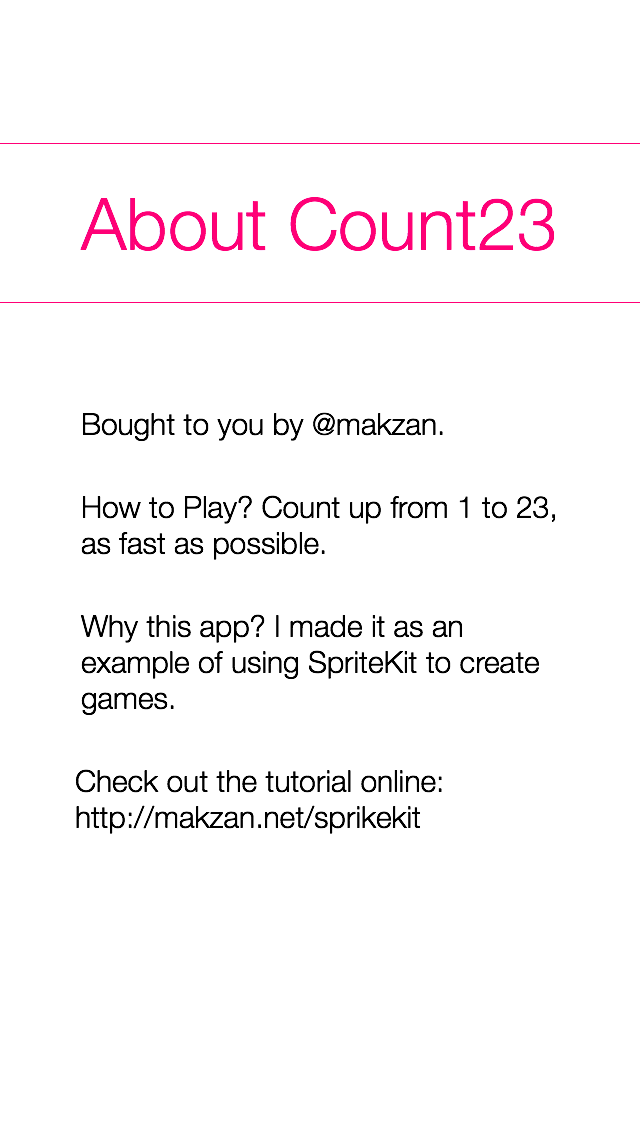 About Count23
Bought to you by @makzan.
How to Play? Count up from 1 to 23,
as fast as possible.
Why this app? I made it as an
example of using SpriteKit to create
games.
Check out the tutorial online:
http://makzan.net/sprikekit